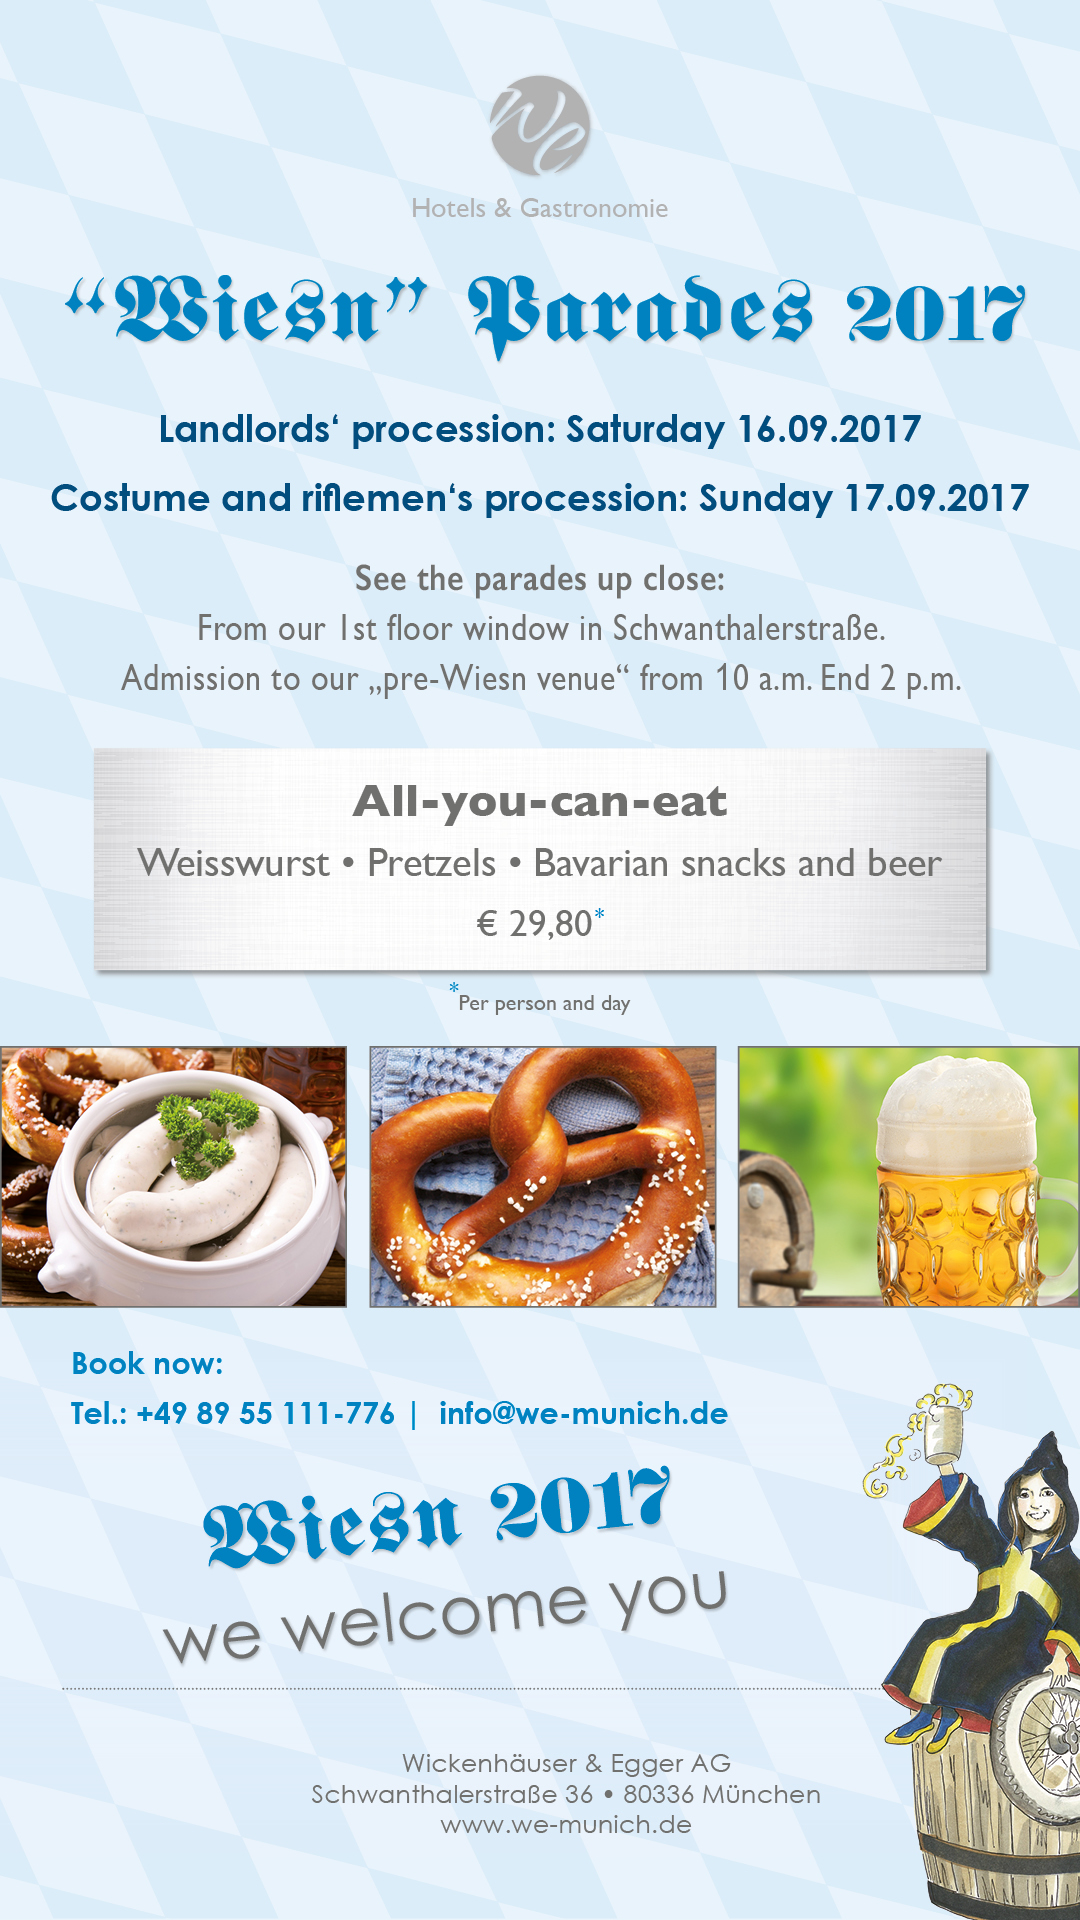 We
Hotels & Gastronomie
“Wiesn” Parades 2017
Landlords‘ procession: Saturday 16.09.2017
Costume and riflemen‘s procession: Sunday 17.09.2017
See the parades up close:
From our 1st floor window in Schwanthalerstraße.
Admission to our „pre-Wiesn venue“ from 10 a.m. End 2 p.m.
All-you-can-eat
Weisswurst • Pretzels • Bavarian snacks and beer
€ 29,80*
*Per person and day
Book now:
Tel.: +49 89 55 111-776 | info@we-munich.de
Wiesn 2017
we welcome you
Wickenhäuser & Egger AG
Schwanthalerstraße 36 • 80336 München
www.we-munich.de